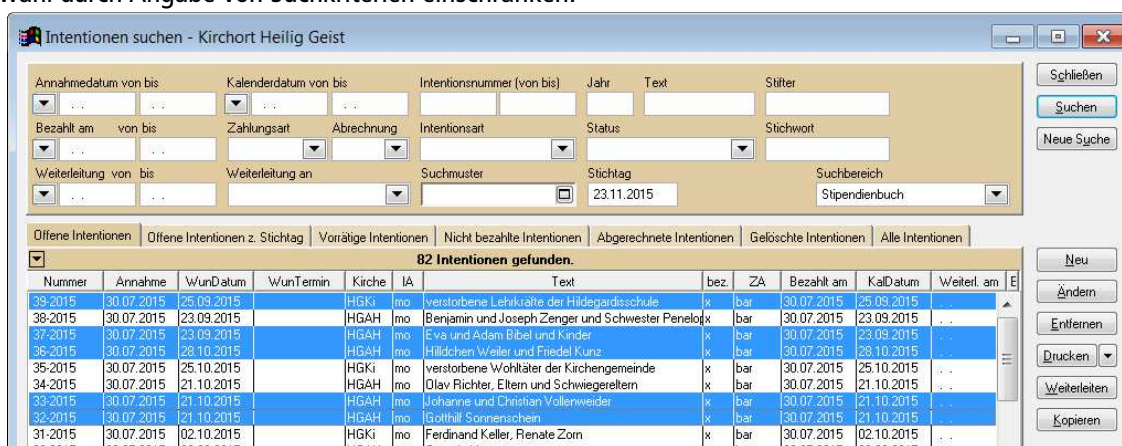 wahl durch Angabe von Suchkriterien einschränken.
Intentionen suchen - Kirchort Heilig Geist
Annahmedatum von bis Kalenderdatum von bis Intentionsnummer (von bis) Jahr Text Stifter Schließen
Suchen
Bezahlt am von bis Zahlungsart Abrechnung Intentionsart Status Stichwort Neue Suche
Weiterleitung von bis Weiterleitung an Suchmuster Stichtag Suchbereich
23.11.2015 Stipendienbuch
Offene Intentionen Offene Intentionen z. Stichtag Vorrätige Intentionen Nicht bezahlte Intentionen Abgerechnete Intentionen Gelöschte Intentionen Alle Intentionen
82 Intentionen gefunden. Neu
Nummer Annahme WunDatum WunTermin Kirche IA Text bez. ZA Bezahlt am KalDatum Weiterl. am E
39-2015 30.07.2015 25.09.2015 HGKi mo verstorbene Lehrkräfte der Hildegardisschule x bar 30.07.2015 25.09.2015 . . Ändern
38-2015 30.07.2015 23.09.2015 HGAH mo Benjamin und Joseph Zenger und Schwester Penelop x bar 30.07.2015 23.09.2015 . .
37-2015 30.07.2015 23.09.2015 HGAH mo Eva und Adam Bibel und Kinder x bar 30.07.2015 23.09.2015 . . Entfernen
36-2015 30.07.2015 28.10.2015 HGAH mo Hilldchen Weiler und Friedel Kunz x bar 30.07.2015 28.10.2015 . .
35-2015 30.07.2015 25.10.2015 HGKi mo verstorbene Wohltäter der Kirchengemeinde x bar 30.07.2015 25.10.2015 . . Drucken
34-2015 30.07.2015 21.10.2015 HGAH mo Olav Richter, Eltern und Schwiegereltern x bar 30.07.2015 21.10.2015 . . Weiterleiten
33-2015 30.07.2015 21.10.2015 HGAH mo Johanne und Christian Vollenweider x bar 30.07.2015 21.10.2015 . .
32-2015 30.07.2015 21.10.2015 HGAH mo Gotthilf Sonnenschein x bar 30.07.2015 21.10.2015 . . Kopieren
31-2015 30.07.2015 02.10.2015 HGKi mo Ferdinand Keller, Renate Zorn x bar 30.07.2015 02.10.2015 . .